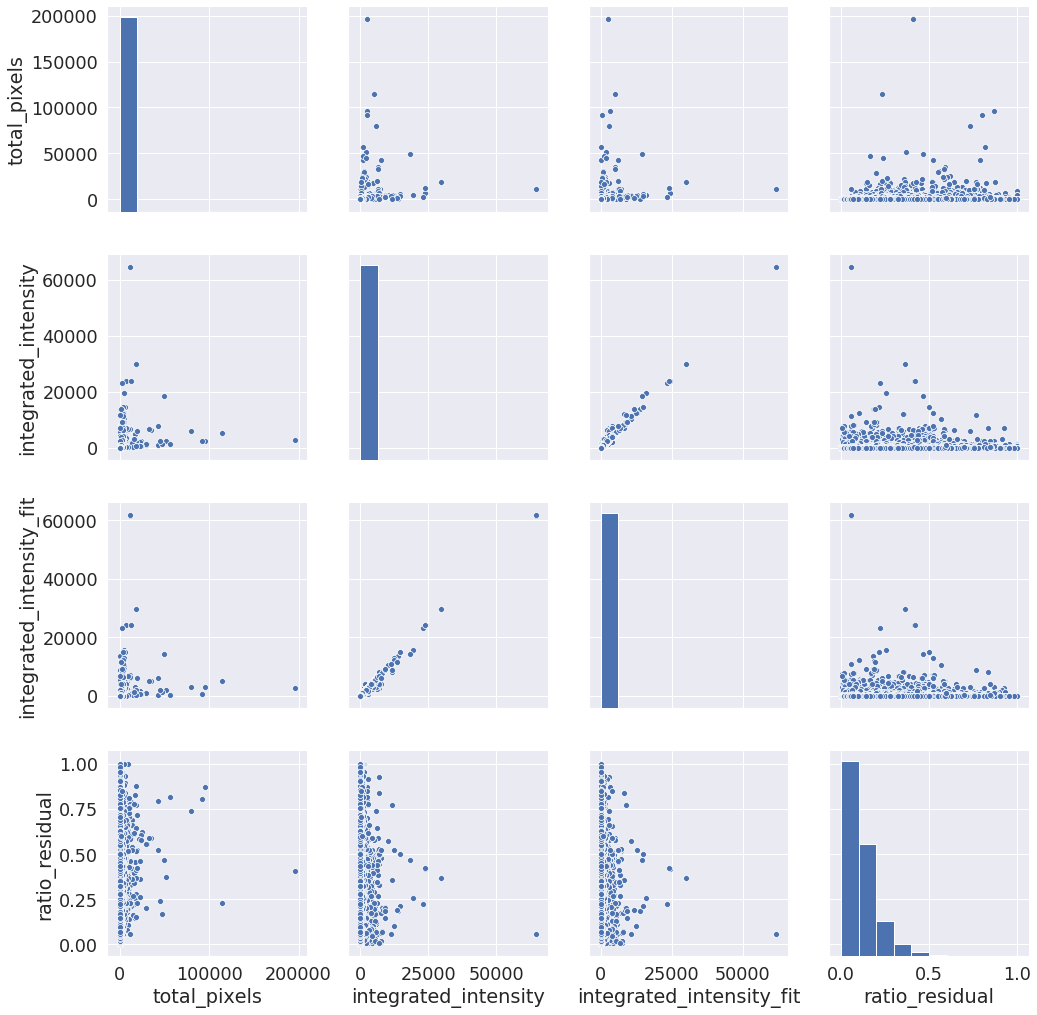 200000
150000
100000
50000
0
total_pixels
60000
40000
20000
0
integrated_intensity
60000
40000
20000
0
integrated_intensity_fit
1.00
0.75
0.50
0.25
0.00
ratio_residual
0 100000 200000
0 25000 50000
0 25000 50000
0.0 0.5 1.0
total_pixels
integrated_intensity
integrated_intensity_fit
ratio_residual